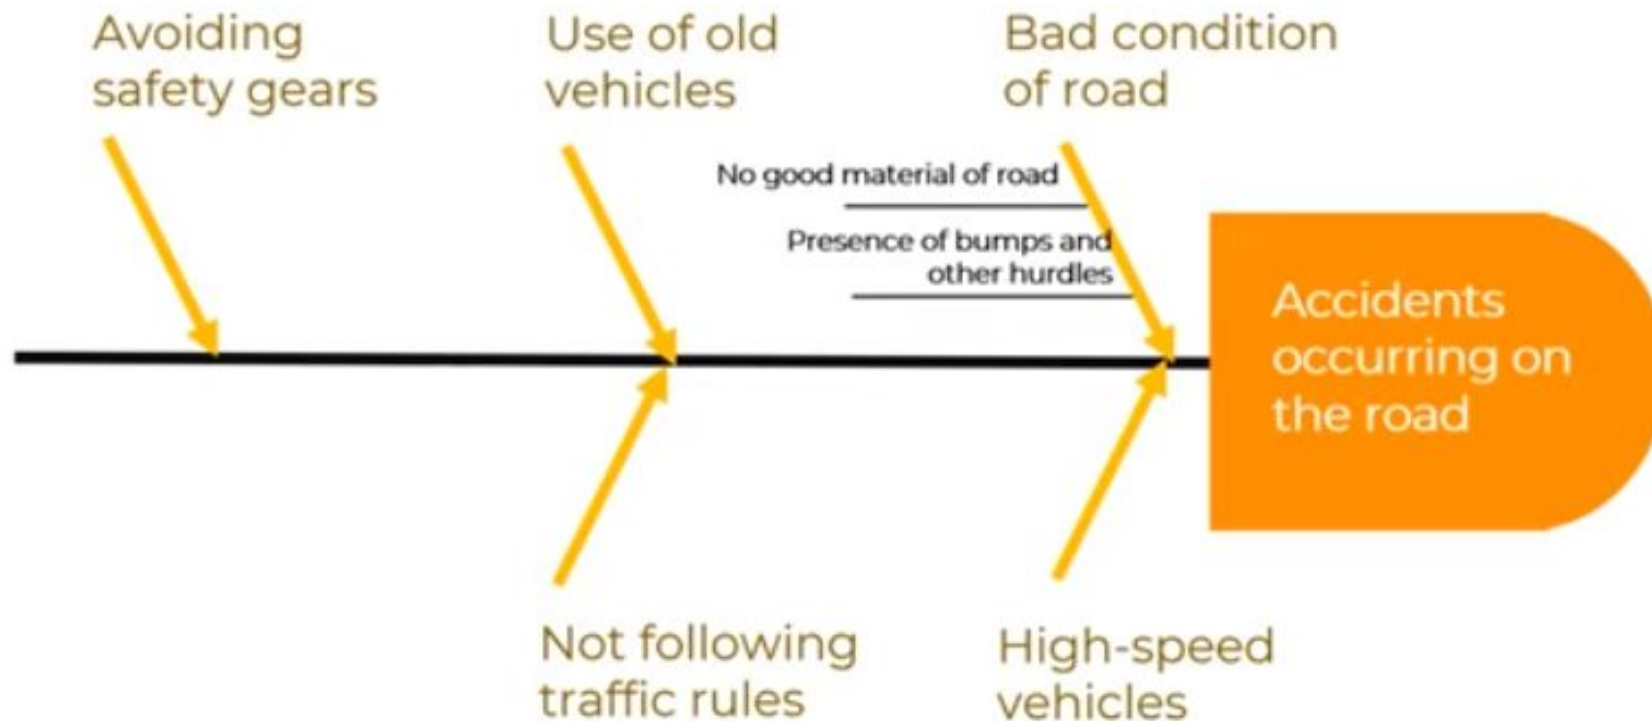 Avoiding
safety gears
Use of old
vehicles
Bad condition
of road
No good material of road
Presence of bumps and
other hurdles
Accidents
occurring on
the road
Not following
traffic rules
High-speed
vehicles